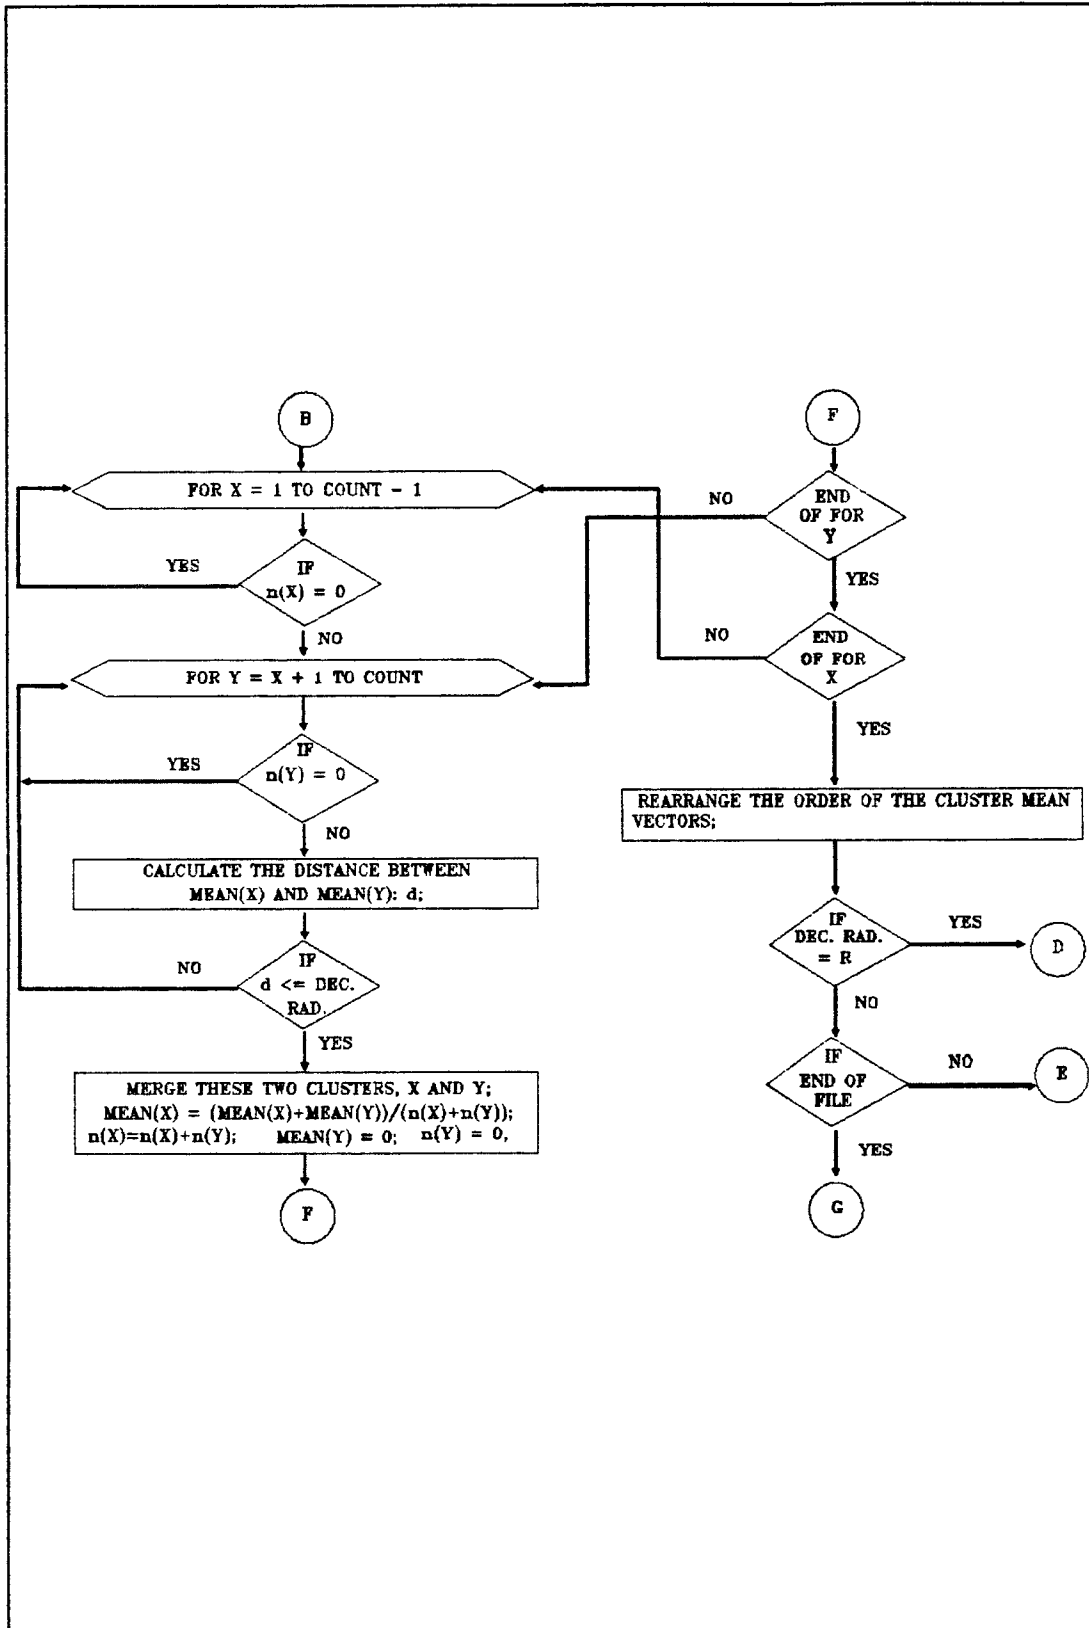 B
FOR X = 1 TO COUNT - 1
YES
IF
n(X) = 0
NO
FOR Y = X + 1 TO COUNT
IF
YES
n(Y) = 0
NO
CALCULATE THE DISTANCE BETWEEN
MEAN(X) AND MEAN(Y): d;
NO
IF
d <= DEC.
RAD.
YES
MERGE THESE TWO CLUSTERS, X AND Y;
MEAN(X) = (MEAN(X)+MEAN(Y))/(n(X)+n(Y));
n(X)=n(X)+n(Y); MEAN(Y) = 0; n(Y) = 0,
F
F
NO
END
OF FOR
Y
YES
NO
END
OF FOR
X
YES
REARRANGE THE ORDER OF THE CLUSTER MEAN
VECTORS;
IF
DEC. RAD.
= R
YES
D
NO
IF
END OF
FILE
NO
E
YES
G